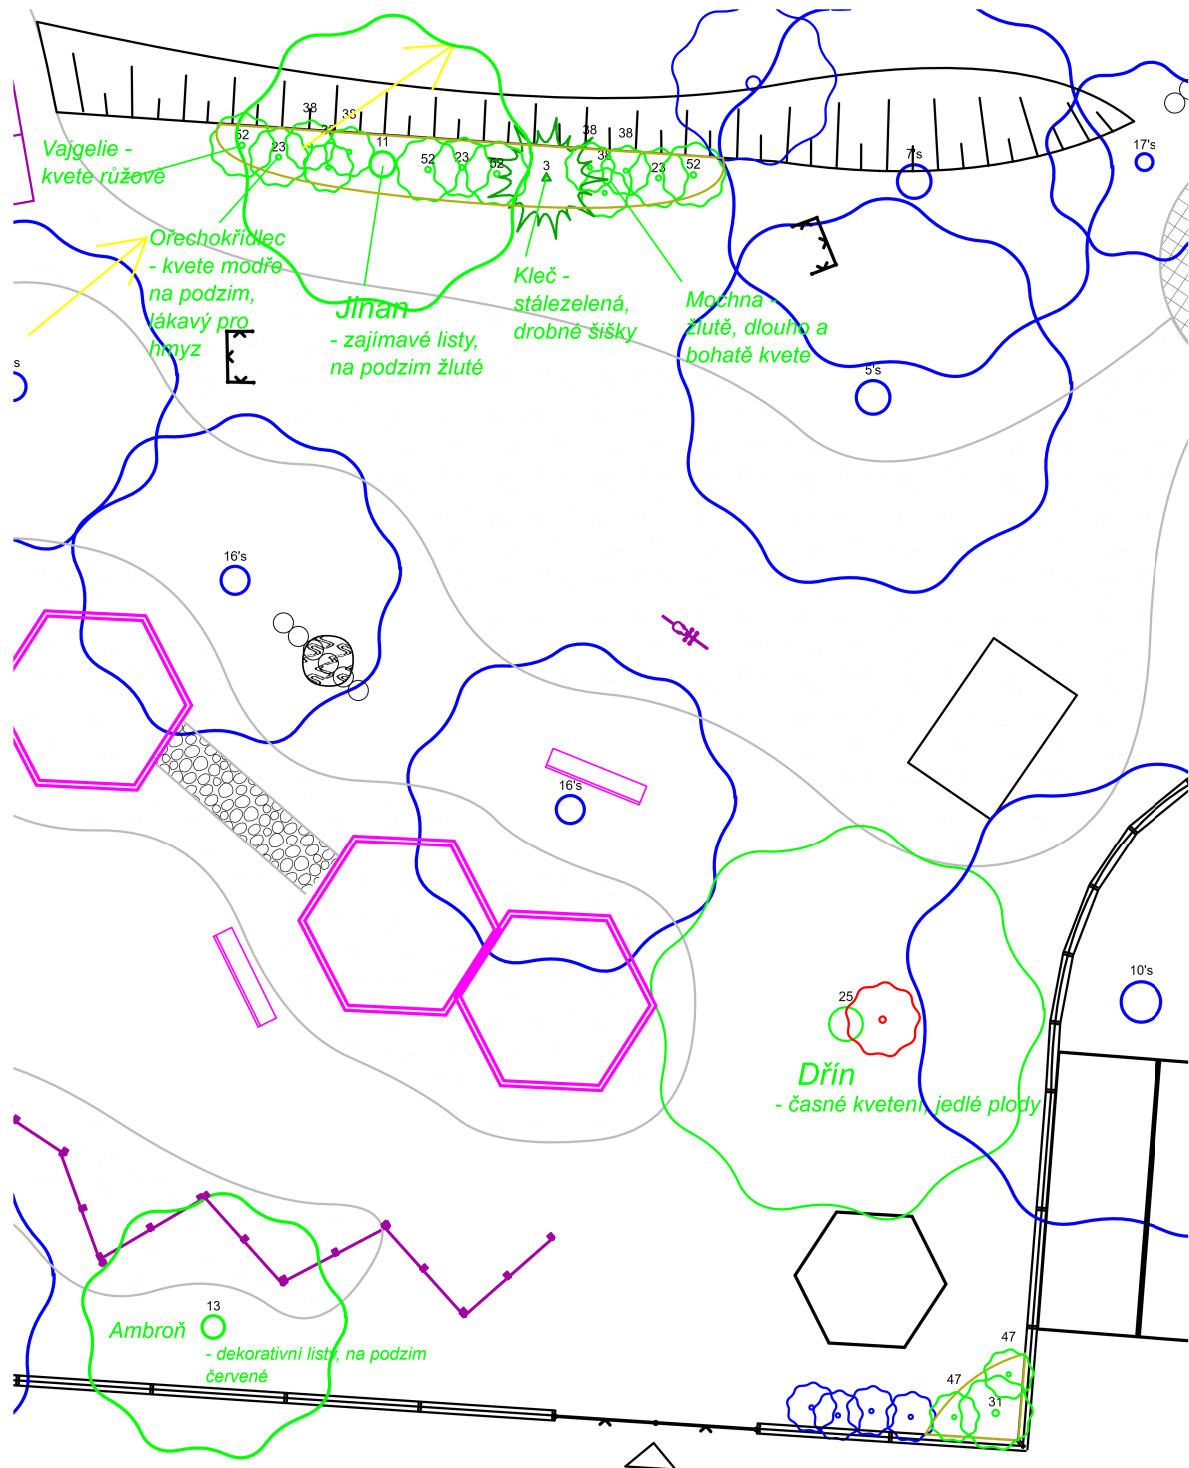 38
38
52
23
11
38
38
38
52
23
52
3
23
52
7's
17's
Vajgelie -
kvete růžově
Ořechokřídlec
- kvete modře
na podzim,
lákavý pro
hmyz
Jinan
- zajímavé listy,
na podzim žluté
Kleč -
stálezelená,
drobné šišky
Mochna -
žlutě, dlouho a
bohatě kvete
s
5's
16's
16's
25
10's
Dřín
- časné kvetení, jedlé plody
13
Ambroň
- dekorativní listy, na podzim
červené
47
47
31